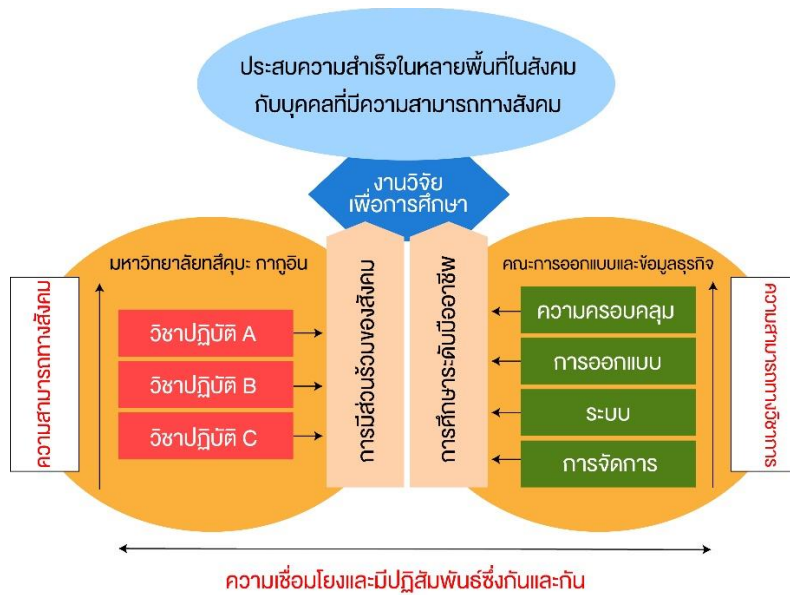 ประสบความสำเร็จในหลายพื้นที่ในสังคม
กับบุคคลที่มีความสามารถทางสังคม
งานวิจัย
เพื่อการศึกษา
มหาวิทยาลัยทสึคุบะ กากูอิน
คณะการออกแบบและข้อมูลธุรกิจ
ความสามารถทางสังคม
วิชาปฏิบัติ A
วิชาปฏิบัติ B
วิชาปฏิบัติ C
การมีส่วนร่วมของสังคม
การศึกษาระดับมืออาชีพ
ความครอบคลุม
การออกแบบ
ระบบ
การจัดการ
ความสามารถทางวิชาการ
ความเชื่อมโยงและมีปฏิสัมพันธ์ซึ่งกันและกัน